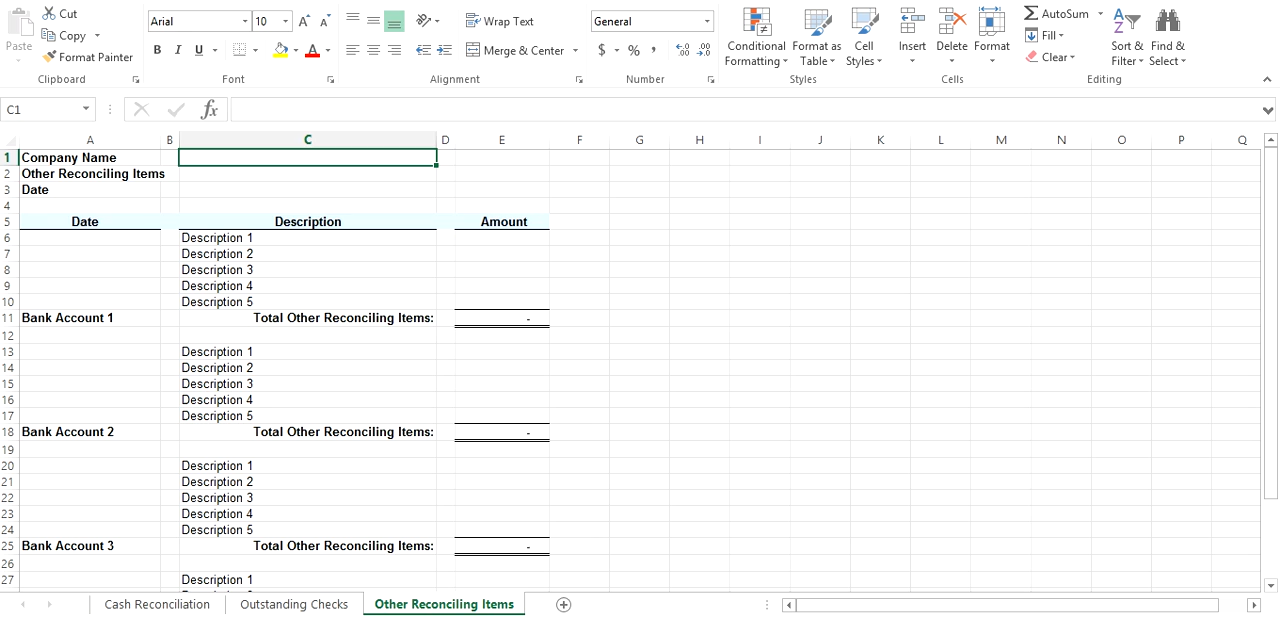 Cut
Copy
Format Painter
Paste
Clipboard
Arial 10 A A
B I U A
Font
Wrap Text
Merge & Center
Alignment
General
$ % , .0 .00 .00 .0
Number
Conditional Formatting
Format as Table
Cell Styles
Styles
Insert Delete Format
Cells
AutoSum
Fill
Clear
Sort & Filter
Find & Select
Editing
C1 fx
A B C D E F G H I J K L M N O P Q
1 Company Name
2 Other Reconciling Items
3 Date
4
5 Date Description Amount
6 Description 1
7 Description 2
8 Description 3
9 Description 4
10 Description 5
11 Bank Account 1 Total Other Reconciling Items: -
12
13 Description 1
14 Description 2
15 Description 3
16 Description 4
17 Description 5
18 Bank Account 2 Total Other Reconciling Items: -
19
20 Description 1
21 Description 2
22 Description 3
23 Description 4
24 Description 5
25 Bank Account 3 Total Other Reconciling Items: -
26
27 Description 1
Cash Reconciliation Outstanding Checks Other Reconciling Items